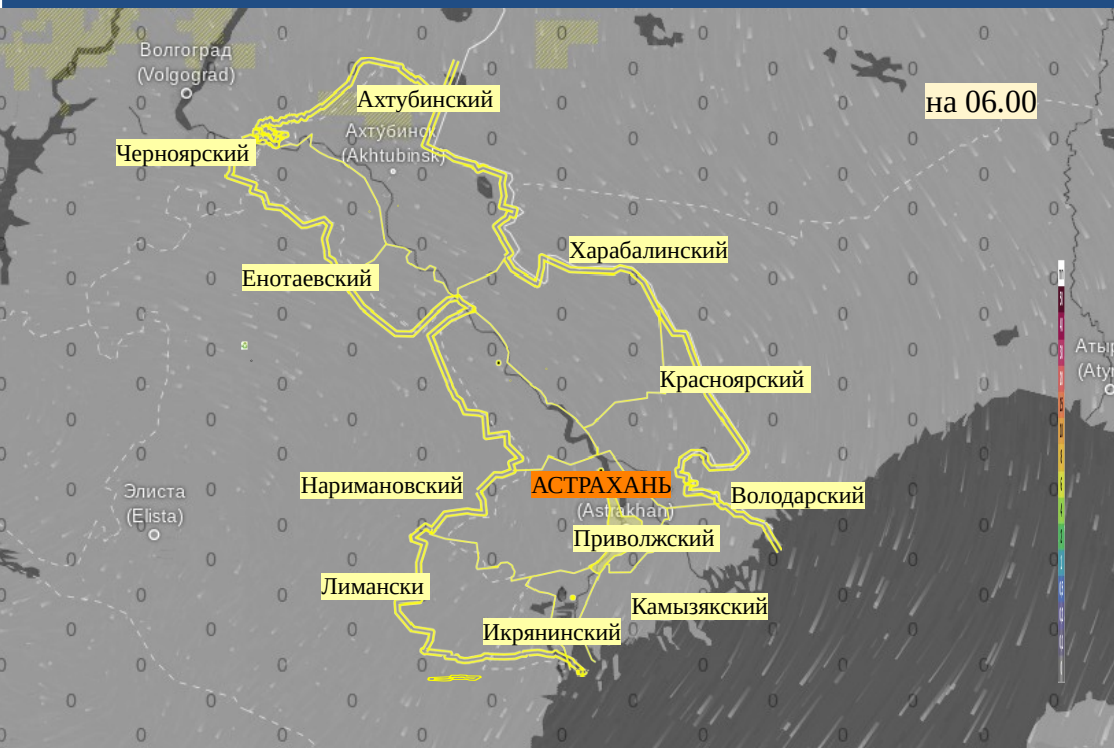 Волгоград
(Volgograd)
Ахтубинский
на 06.00
Ахтубинск
(Akhtubinsk)
Черноярский
Харабалинский
Енотаевский
Красноярский
(Aty
Наримановский
АСТРАХАНЬ
Элиста
(Elista)
Володарский
(Astrakhan)
Приволжский
Лимански
Камызякский
Икрянинский